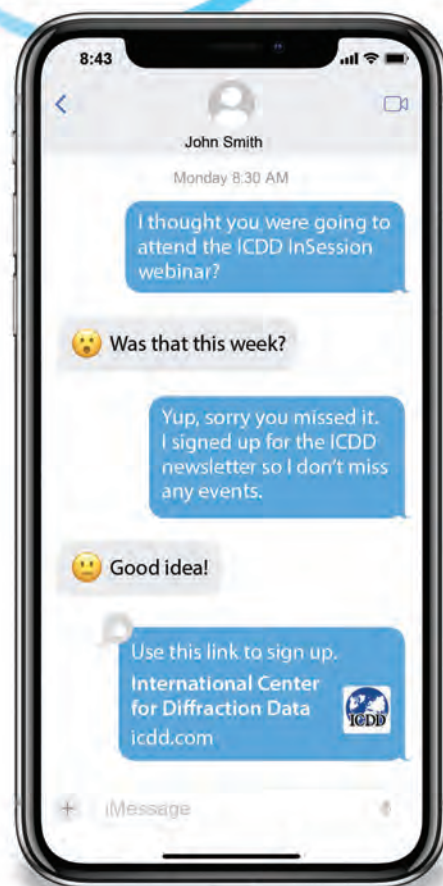 8:43
John Smith
Monday 8:30 AM
I thought you were going to
attend the ICDD InSession
webinar?
Was that this week?
Yup, sorry you missed it.
I signed up for the ICDD
newsletter so I don't miss
any events.
Good idea!
Use this link to sign up.
International Center
for Diffraction Data
icdd.com
ICDD
iMessage